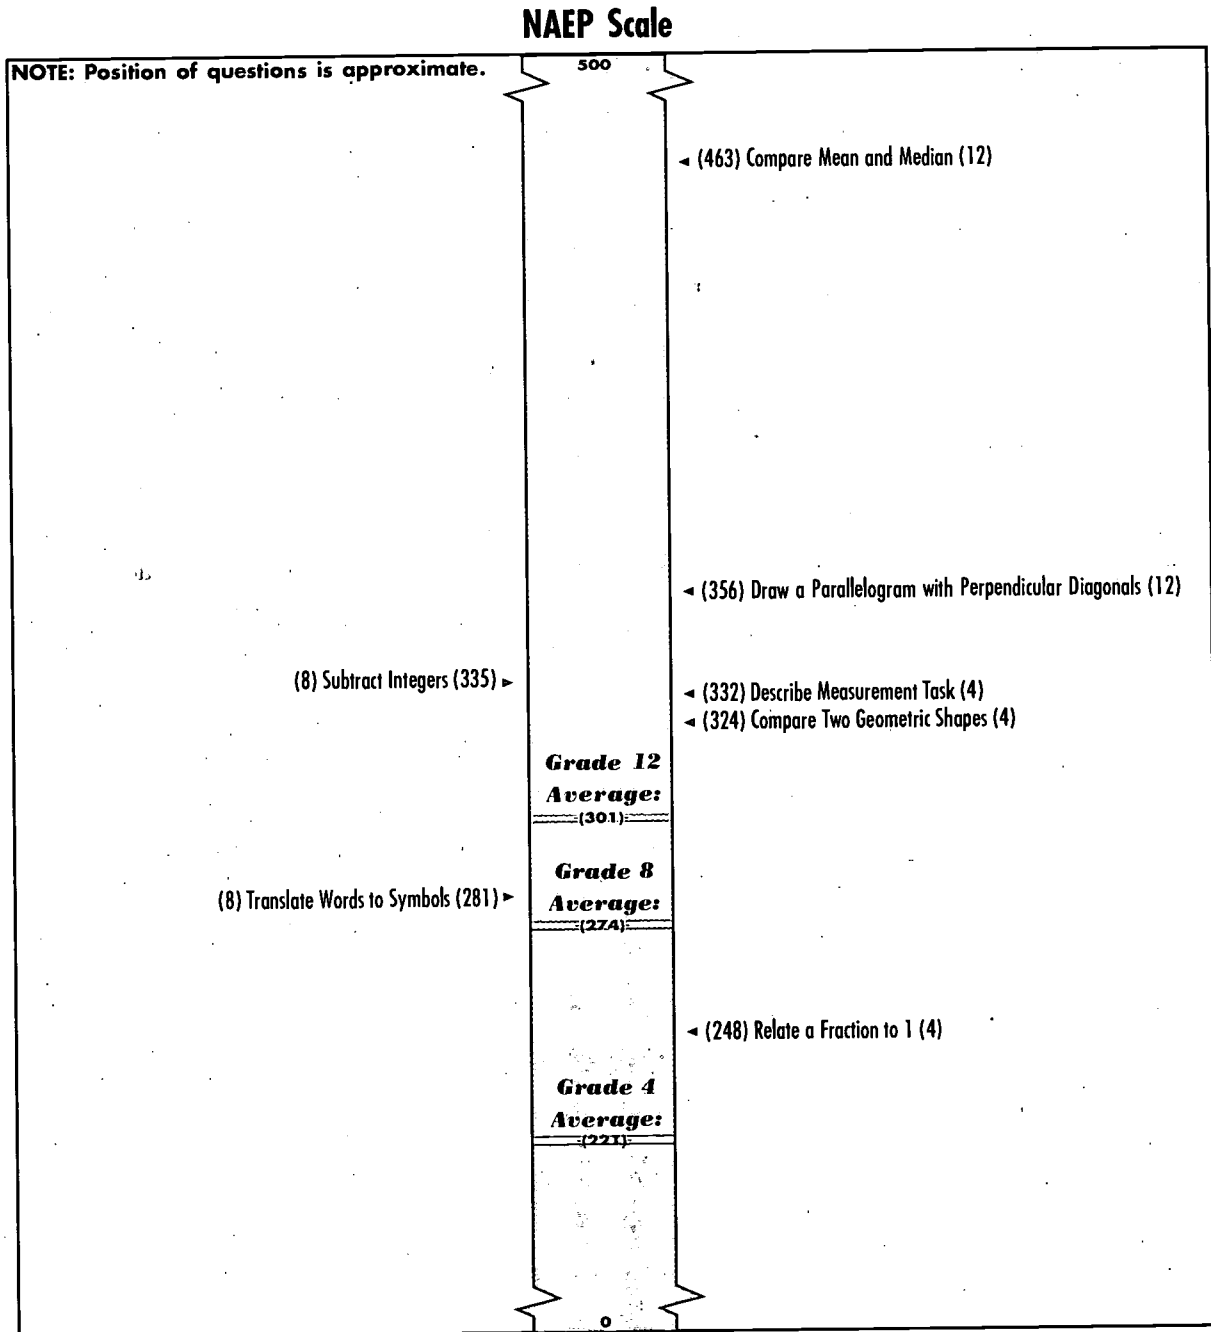 NAEP Scale
NOTE: Position of questions is approximate.
500
◄ (463) Compare Mean and Median (12)
◄ (356) Draw a Parallelogram with Perpendicular Diagonals (12)
(8) Subtract Integers (335) ►
◄ (332) Describe Measurement Task (4)
◄ (324) Compare Two Geometric Shapes (4)
Grade 12
Average:
(301)
Grade 8
(8) Translate Words to Symbols (281) ►
Average:
(274)
◄ (248) Relate a Fraction to 1 (4)
Grade 4
Average:
(221)
0